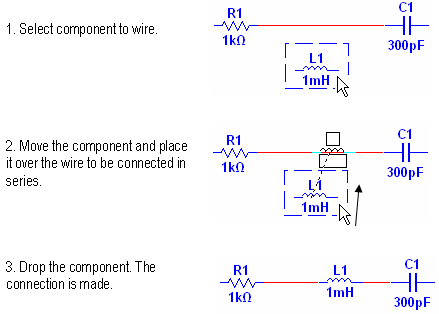 R1
C1
1. Select component to wire.
1kΩ
300pF
L1
1mH
R1
C1
2. Move the component and place
it over the wire to be connected in
series.
1kΩ
300pF
L1
1mH
3. Drop the component. The
connection is made.
R1
L1
C1
1kΩ
1mH
300pF